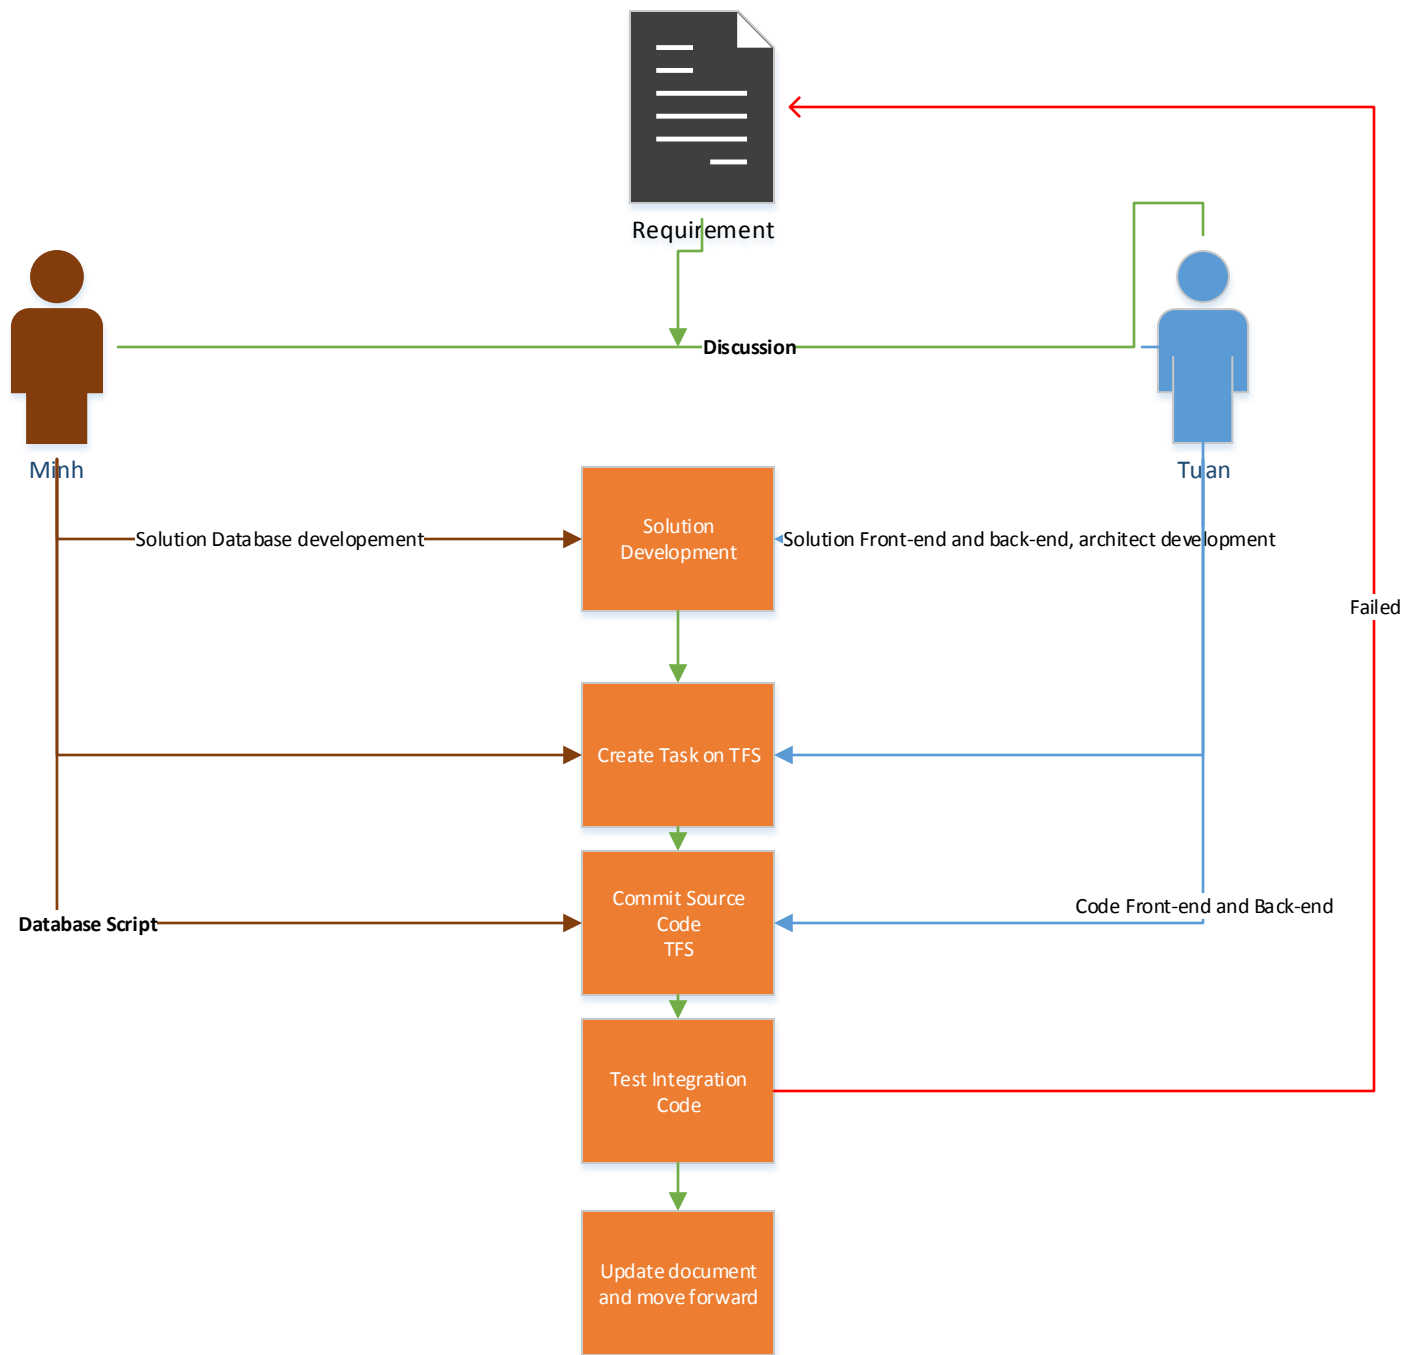 Requirement
Discussion
Minh
Tuan
Solution
Development
Solution Database developement
Solution Front-end and back-end, architect development
Failed
Create Task on TFS
Commit Source
Code
TFS
Code Front-end and Back-end
Database Script
Test Integration
Code
Update document
and move forward